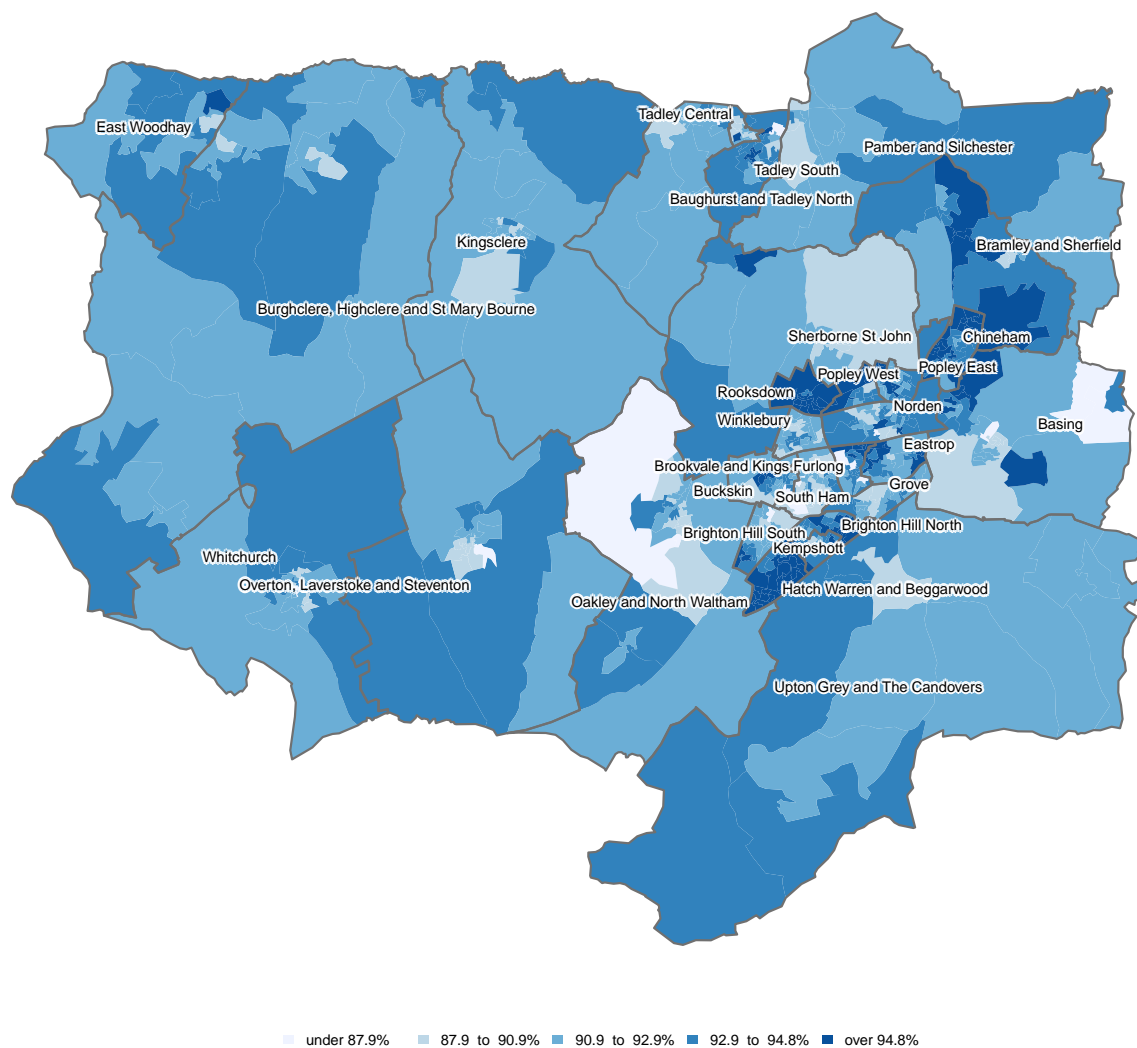 Tadley Central
East Woodhay
Pamber and Silchester
Tadley South
Baughurst and Tadley North
Kingsclere
Bramley and Sherfield
Burghclere, Highclere and St Mary Bourne
Sherborne St John
Chineham
Popley West
Popley East
Rooksdown
Norden
Winklebury
Basing
Eastrop
Brookvale and Kings Furlong
Grove
Buckskin
South Ham
Brighton Hill North
Brighton Hill South
Kempshott
Whitchurch
Overton, Laverstoke and Steventon
Hatch Warren and Beggarwood
Oakley and North Waltham
Upton Grey and The Candovers
under 87.9% 87.9 to 90.9% 90.9 to 92.9% 92.9 to 94.8% over 94.8%